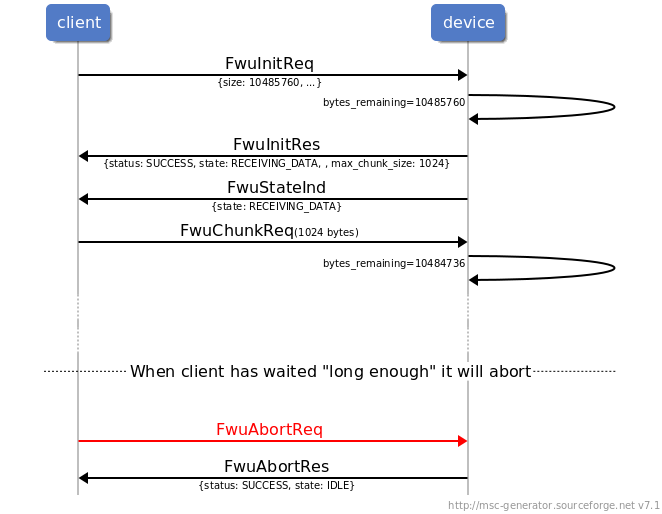 client
device
FwuInitReq
{size: 10485760, ...}
bytes_remaining=10485760
FwuInitRes
{status: SUCCESS, state: RECEIVING_DATA, , max_chunk_size: 1024}
FwuStateInd
{state: RECEIVING_DATA}
FwuChunkReq(1024 bytes)
bytes_remaining=10484736
When client has waited "long enough" it will abort
FwuAbortReq
FwuAbortRes
{status: SUCCESS, state: IDLE}
http://msc-generator.sourceforge.net v7.1